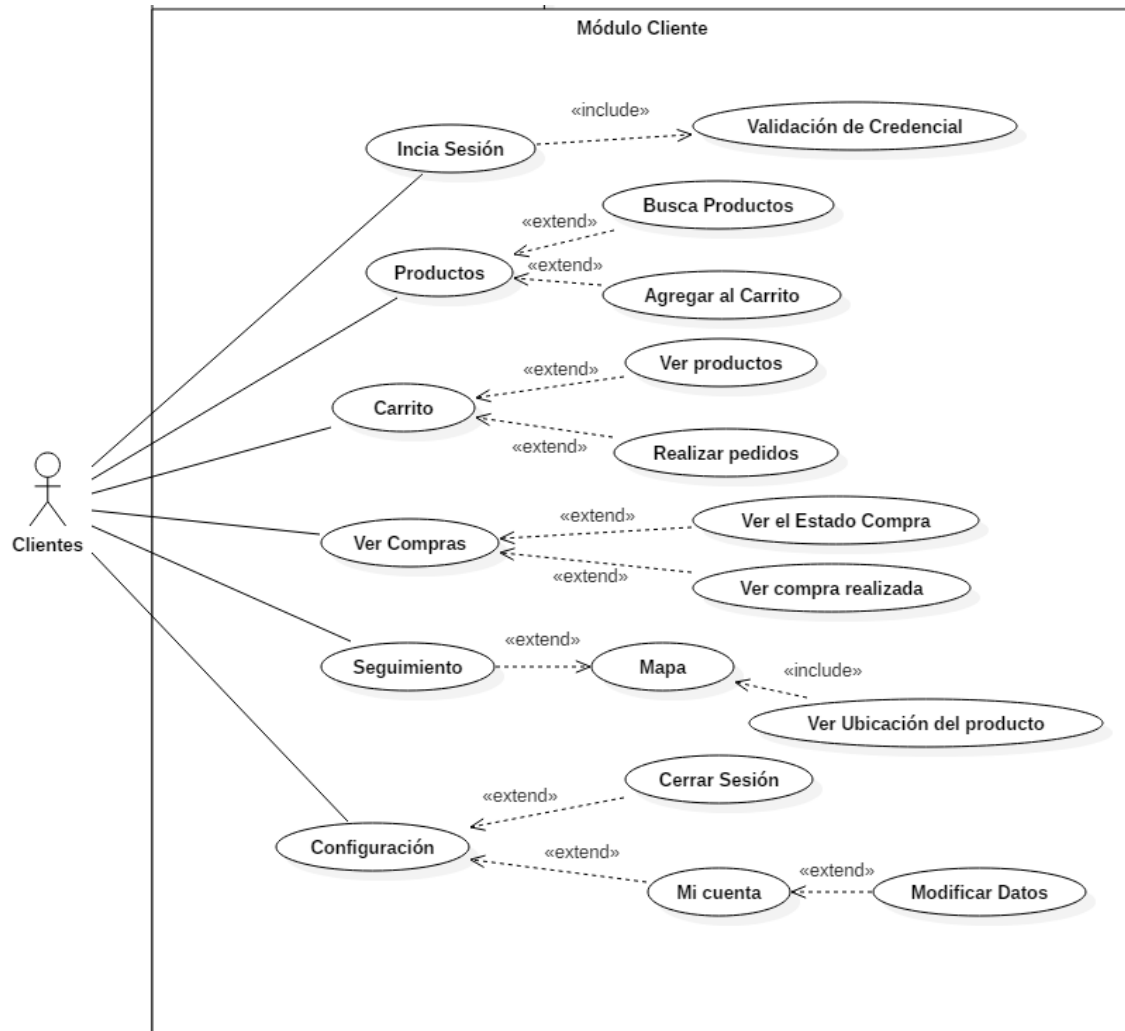 Módulo Cliente
«include»
Validación de Credencial
Incia Sesión
Busca Productos
«extend»
Productos
«extend»
Agregar al Carrito
Ver productos
«extend»
Carrito
«extend»
Realizar pedidos
Clientes
Ver el Estado Compra
«extend»
Ver Compras
«extend»
Ver compra realizada
«extend»
Seguimiento
Mapa
«include»
Ver Ubicación del producto
Cerrar Sesión
«extend»
Configuración
«extend»
Mi cuenta
«extend»
Modificar Datos